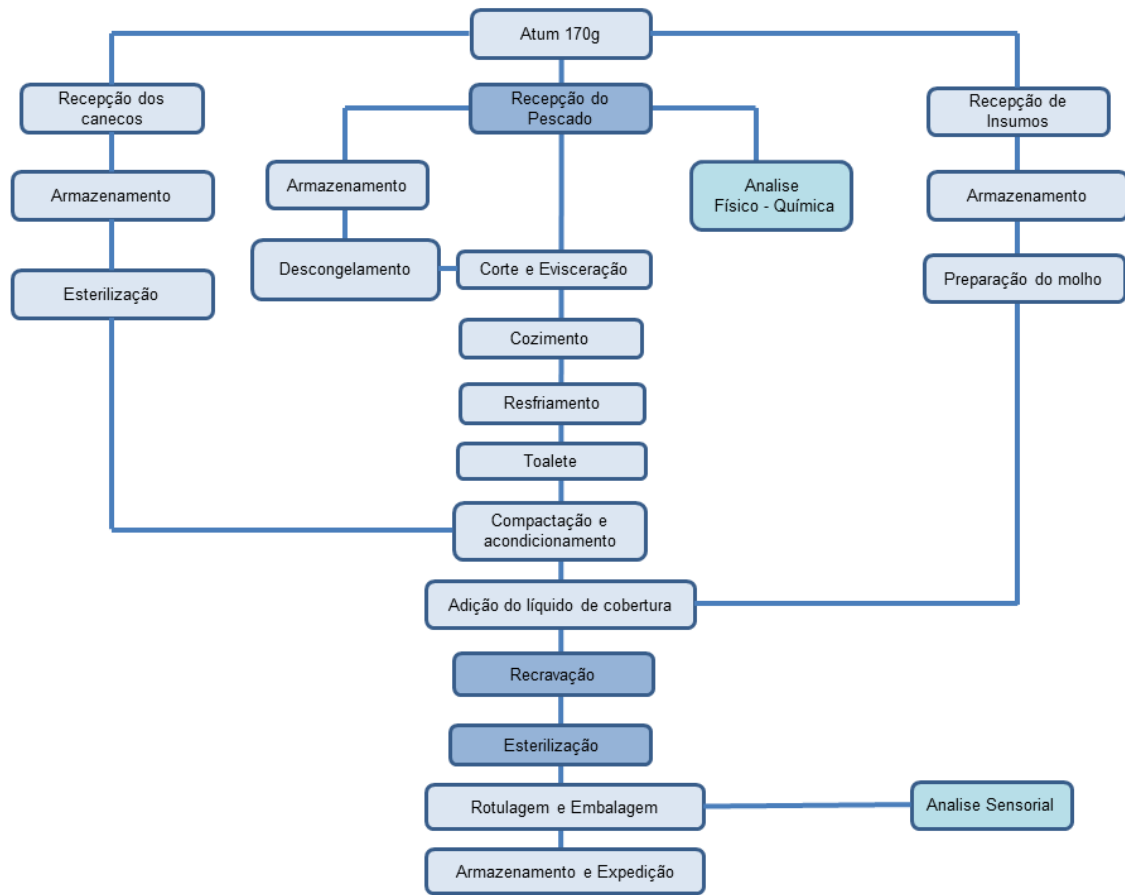 Atum 170g
Recepção dos
canecos
Recepção do
Pescado
Recepção de
Insumos
Armazenamento
Armazenamento
Analise
Físico - Química
Armazenamento
Esterilização
Descongelamento
Corte e Evisceração
Preparação do molho
Cozimento
Resfriamento
Toalete
Compactação e
acondicionamento
Adição do líquido de cobertura
Recravação
Esterilização
Rotulagem e Embalagem
Analise Sensorial
Armazenamento e Expedição